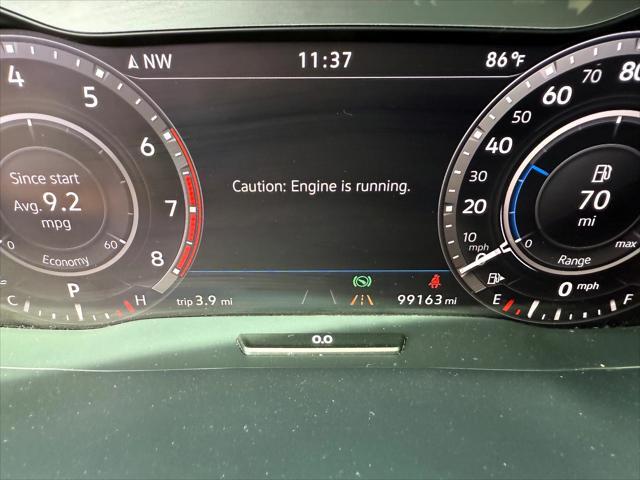 NW 11:37 86°F
4
5
6
7
8
Since start
Avg. 9.2
mpg
0 60
Economy
P
C H
trip 3.9 mi
Caution: Engine is running.
99163 mi
0.0
80
70
60
50
40
30
20
10
mph
0
70
mi
0 max
Range
E F
0 mph